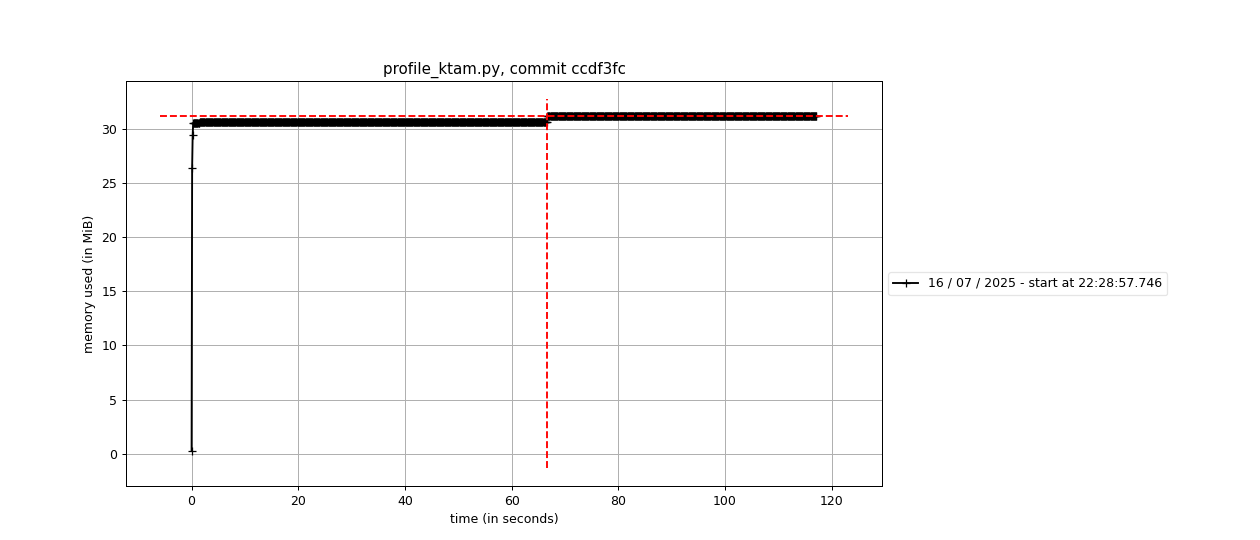 profile_ktam.py, commit ccdf3fc
30
25
20
15
10
5
0
memory used (in MiB)
0 20 40 60 80 100 120
time (in seconds)
16 / 07 / 2025 - start at 22:28:57.746